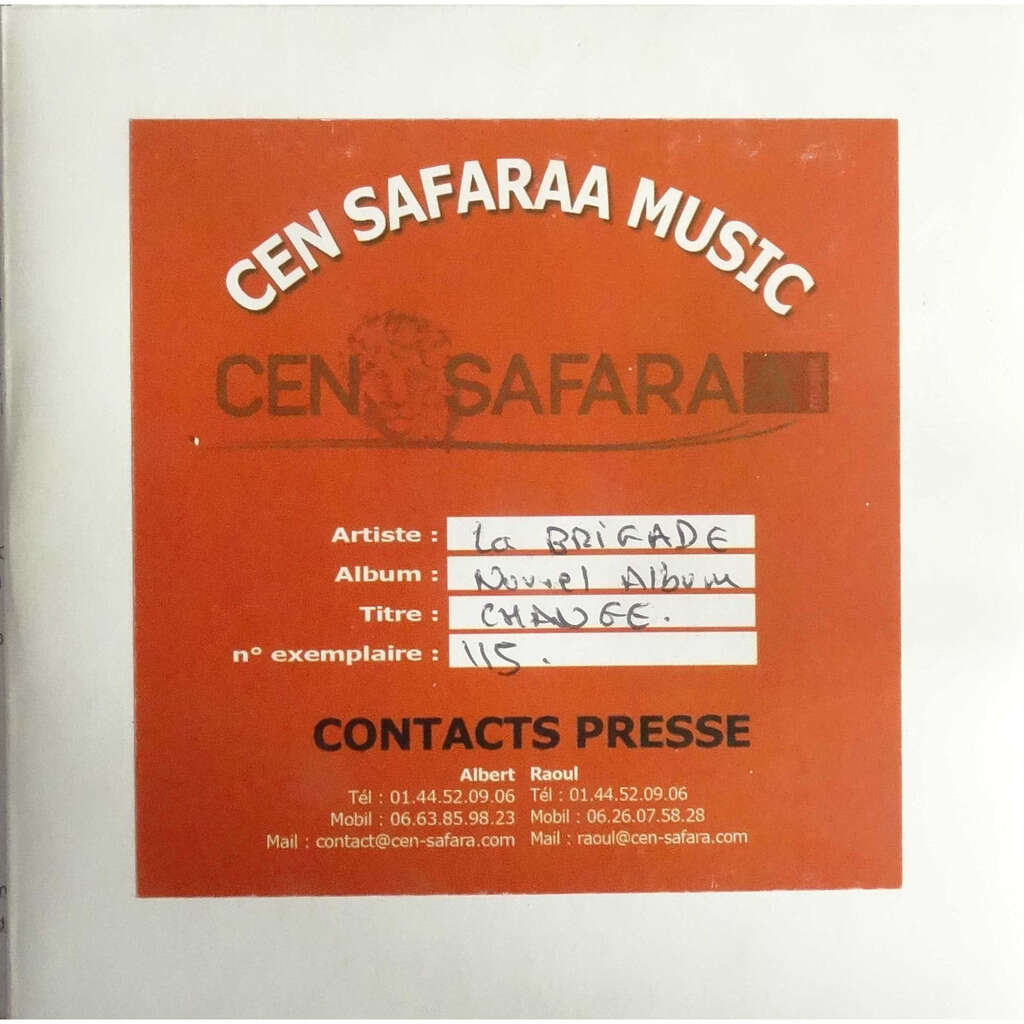 CEN SAFARAA MUSIC
CEN SAFARAA
Artiste : La BRIGADE
Album : Nouvel Album
Titre : CHANGE.
n° exemplaire : 115.
CONTACTS PRESSE
Albert Raoul
Tél : 01.44.52.09.06 Tél : 01.44.52.09.06
Mobil : 06.63.85.98.23 Mobil : 06.26.07.58.28
Mail : contact@cen-safara.com Mail : raoul@cen-safara.com